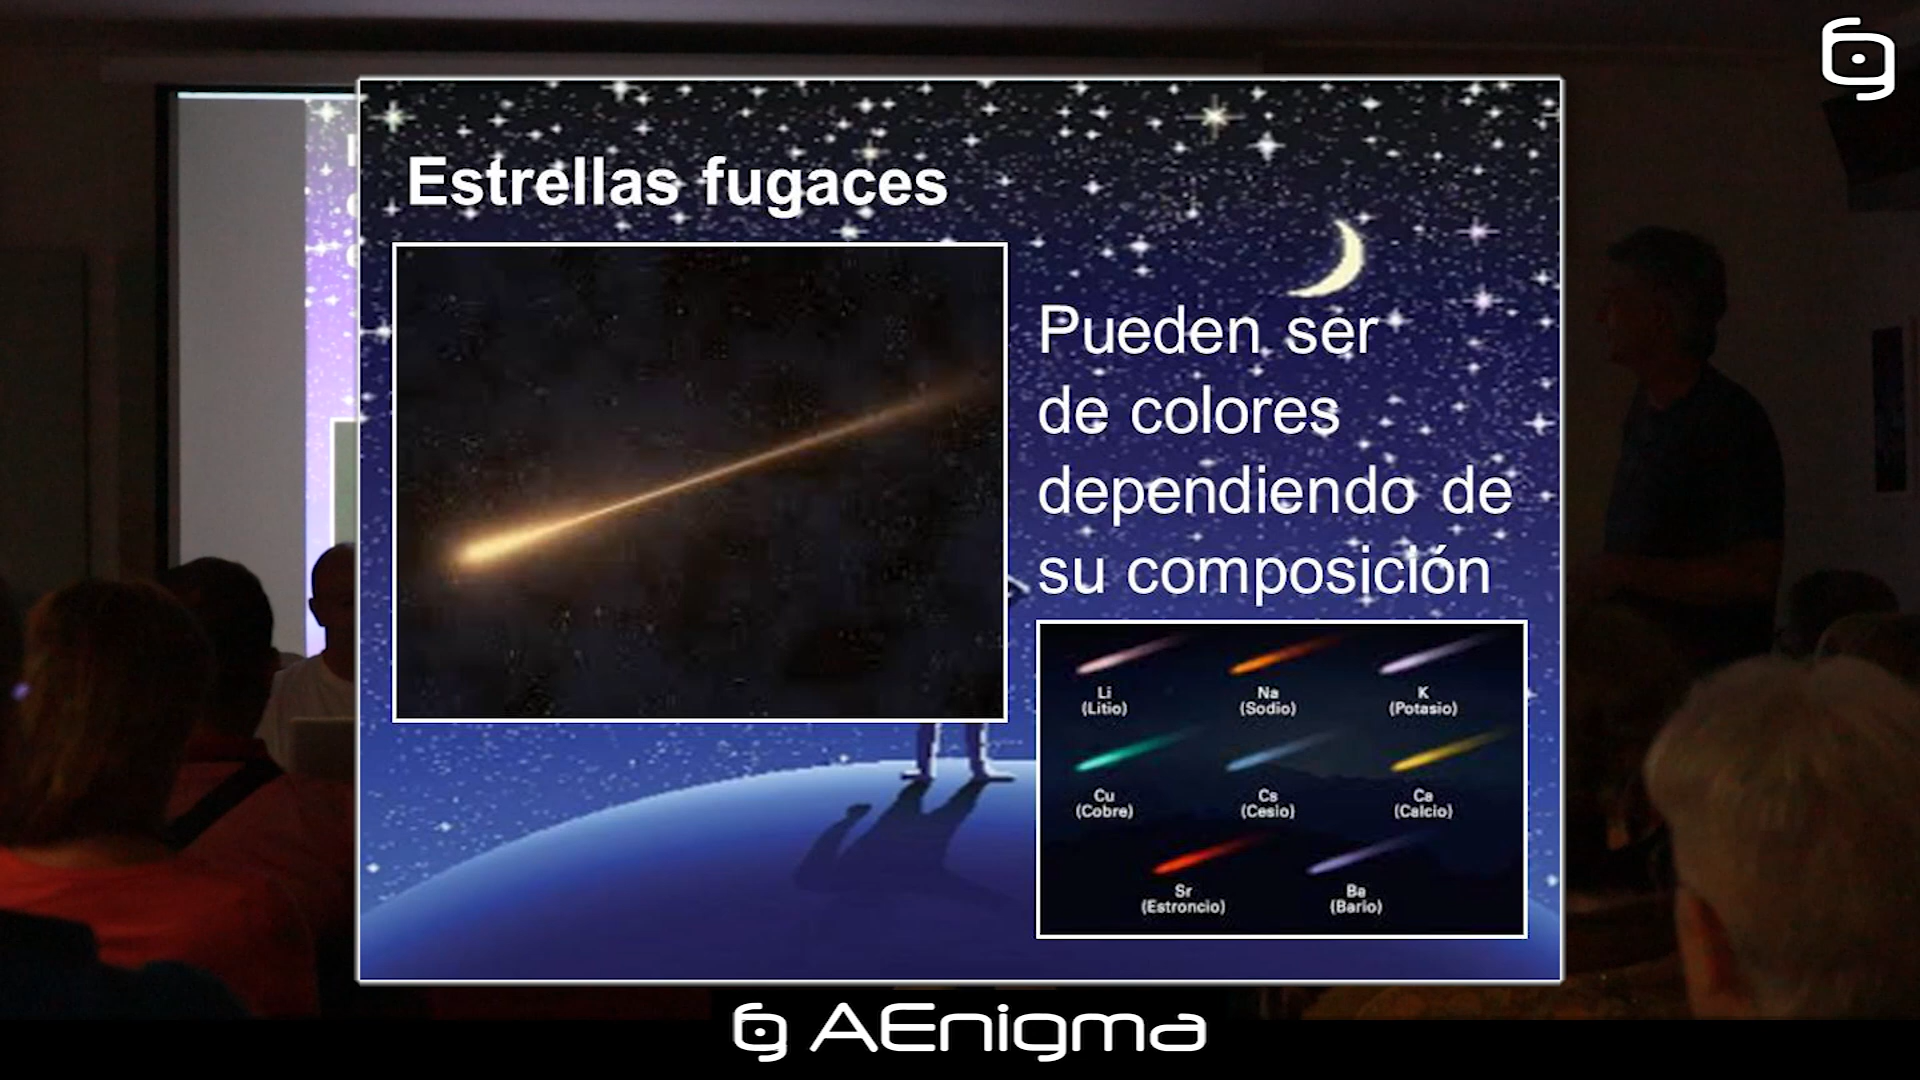 Estrellas fugaces
Pueden ser
de colores
dependiendo de
su composición
Li
(Litio)
Na
(Sodio)
K
(Potasio)
Cu
(Cobre)
Cs
(Cesio)
Ca
(Calcio)
Sr
(Estroncio)
Ba
(Bario)
AEnigma